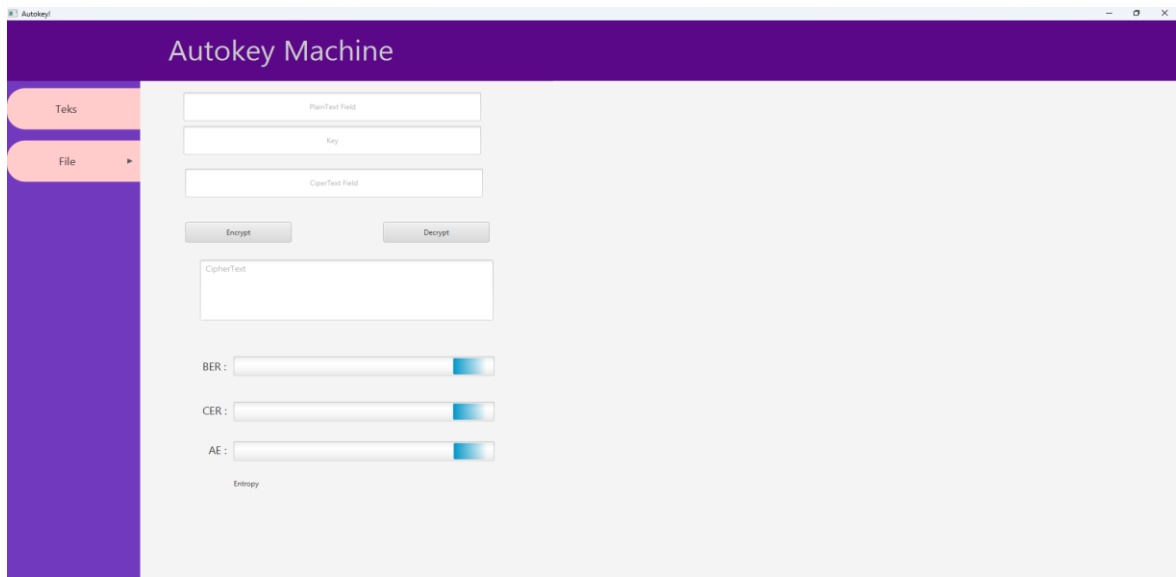 Autokey!
Autokey Machine
Teks
File
PlainText Field
Key
CiperText Field
Encrypt
Decrypt
CipherText
BER :
CER :
AE :
Entropy